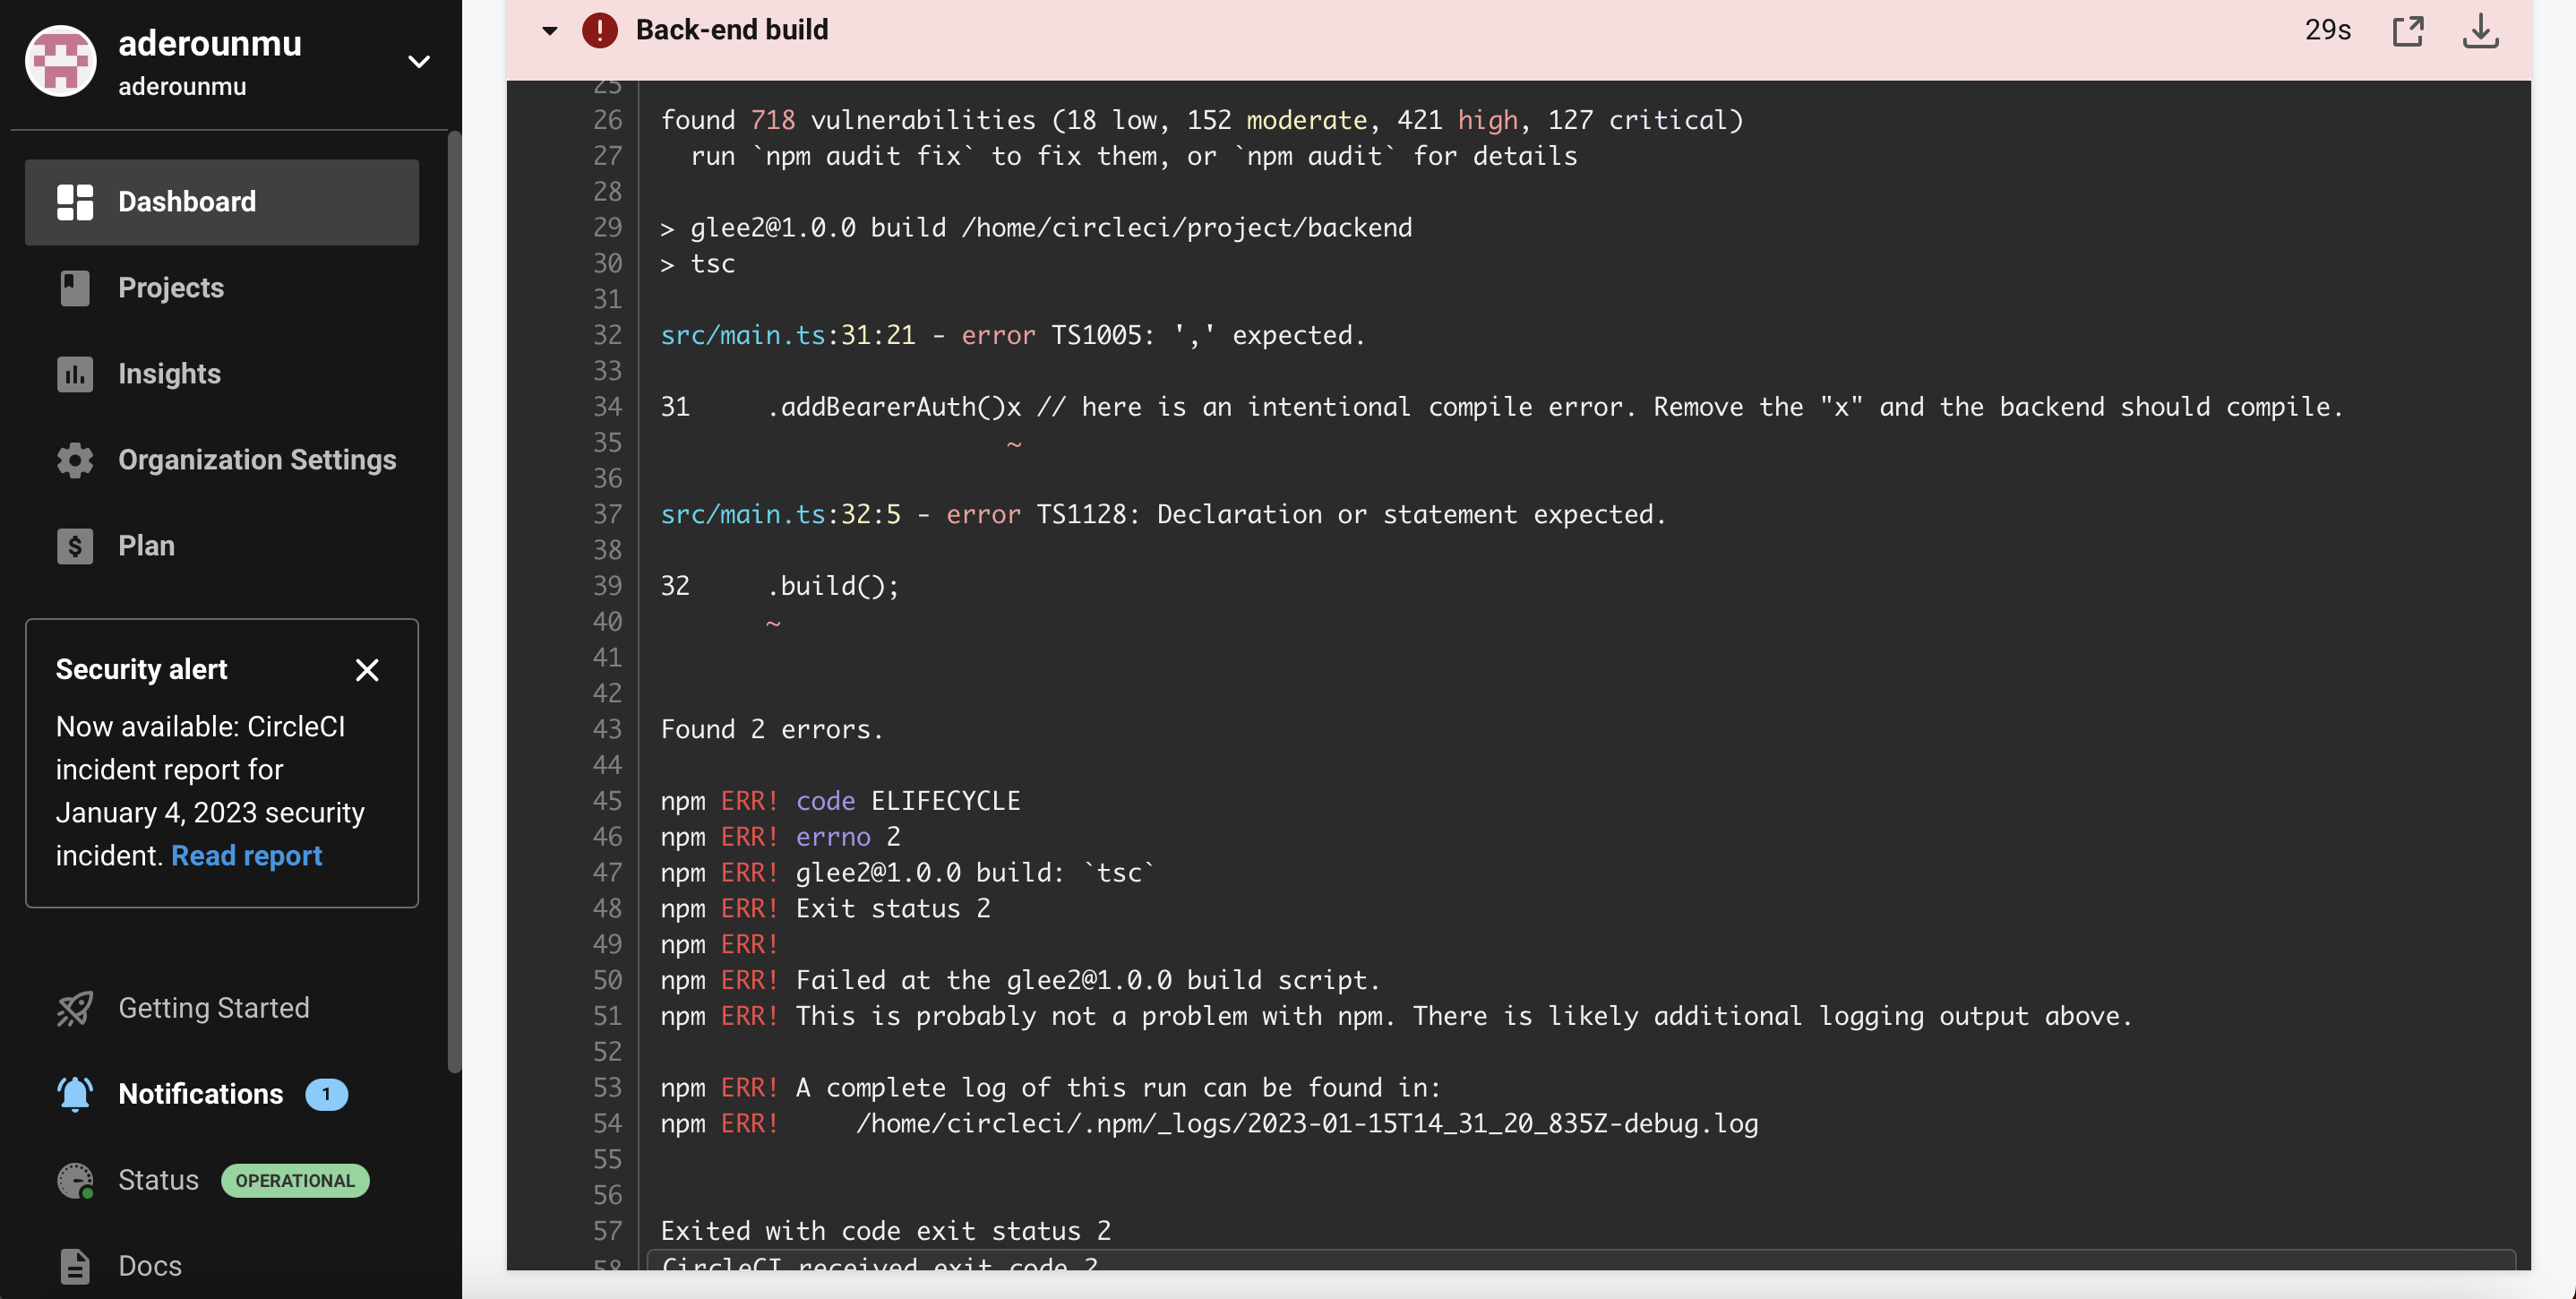 aderounmu
aderounmu
Dashboard
Projects
Insights
Organization Settings
Plan
Security alert
Now available: CircleCI
incident report for
January 4, 2023 security
incident. Read report
Getting Started
Notifications 1
Status OPERATIONAL
Docs
Back-end build 29s
25
26 found 718 vulnerabilities (18 low, 152 moderate, 421 high, 127 critical)
27 run `npm audit fix` to fix them, or `npm audit` for details
28
29 > glee2@1.0.0 build /home/circleci/project/backend
30 > tsc
31
32 src/main.ts:31:21 - error TS1005: ',' expected.
33
34 31 .addBearerAuth()x // here is an intentional compile error. Remove the "x" and the backend should compile.
35 ~
36
37 src/main.ts:32:5 - error TS1128: Declaration or statement expected.
38
39 32 .build();
40 ~
41
42
43 Found 2 errors.
44
45 npm ERR! code ELIFECYCLE
46 npm ERR! errno 2
47 npm ERR! glee2@1.0.0 build: `tsc`
48 npm ERR! Exit status 2
49 npm ERR!
50 npm ERR! Failed at the glee2@1.0.0 build script.
51 npm ERR! This is probably not a problem with npm. There is likely additional logging output above.
52
53 npm ERR! A complete log of this run can be found in:
54 npm ERR! /home/circleci/.npm/_logs/2023-01-15T14_31_20_835Z-debug.log
55
56
57 Exited with code exit status 2
58 CircleCI received exit code 2